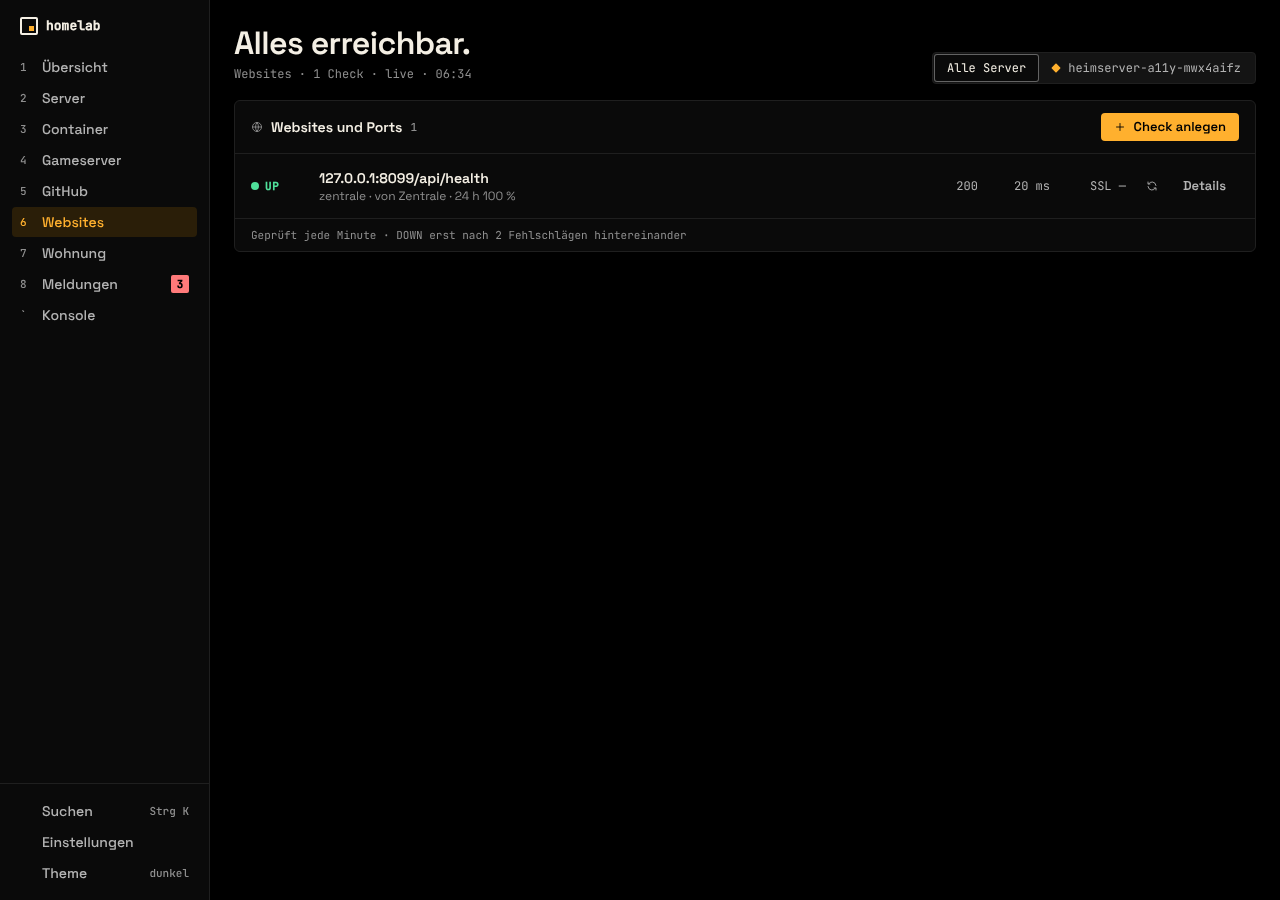 homelab
1 Übersicht
2 Server
3 Container
4 Gameserver
5 GitHub
6 Websites
7 Wohnung
8 Meldungen 3
` Konsole
Suchen Strg K
Einstellungen
Theme dunkel
Alles erreichbar.
Websites · 1 Check · live · 06:34
Alle Server heimserver-a11y-mwx4aifz
Websites und Ports 1
+ Check anlegen
UP 127.0.0.1:8099/api/health 200 20 ms SSL — Details
zentrale · von Zentrale · 24 h 100 %
Geprüft jede Minute · DOWN erst nach 2 Fehlschlägen hintereinander